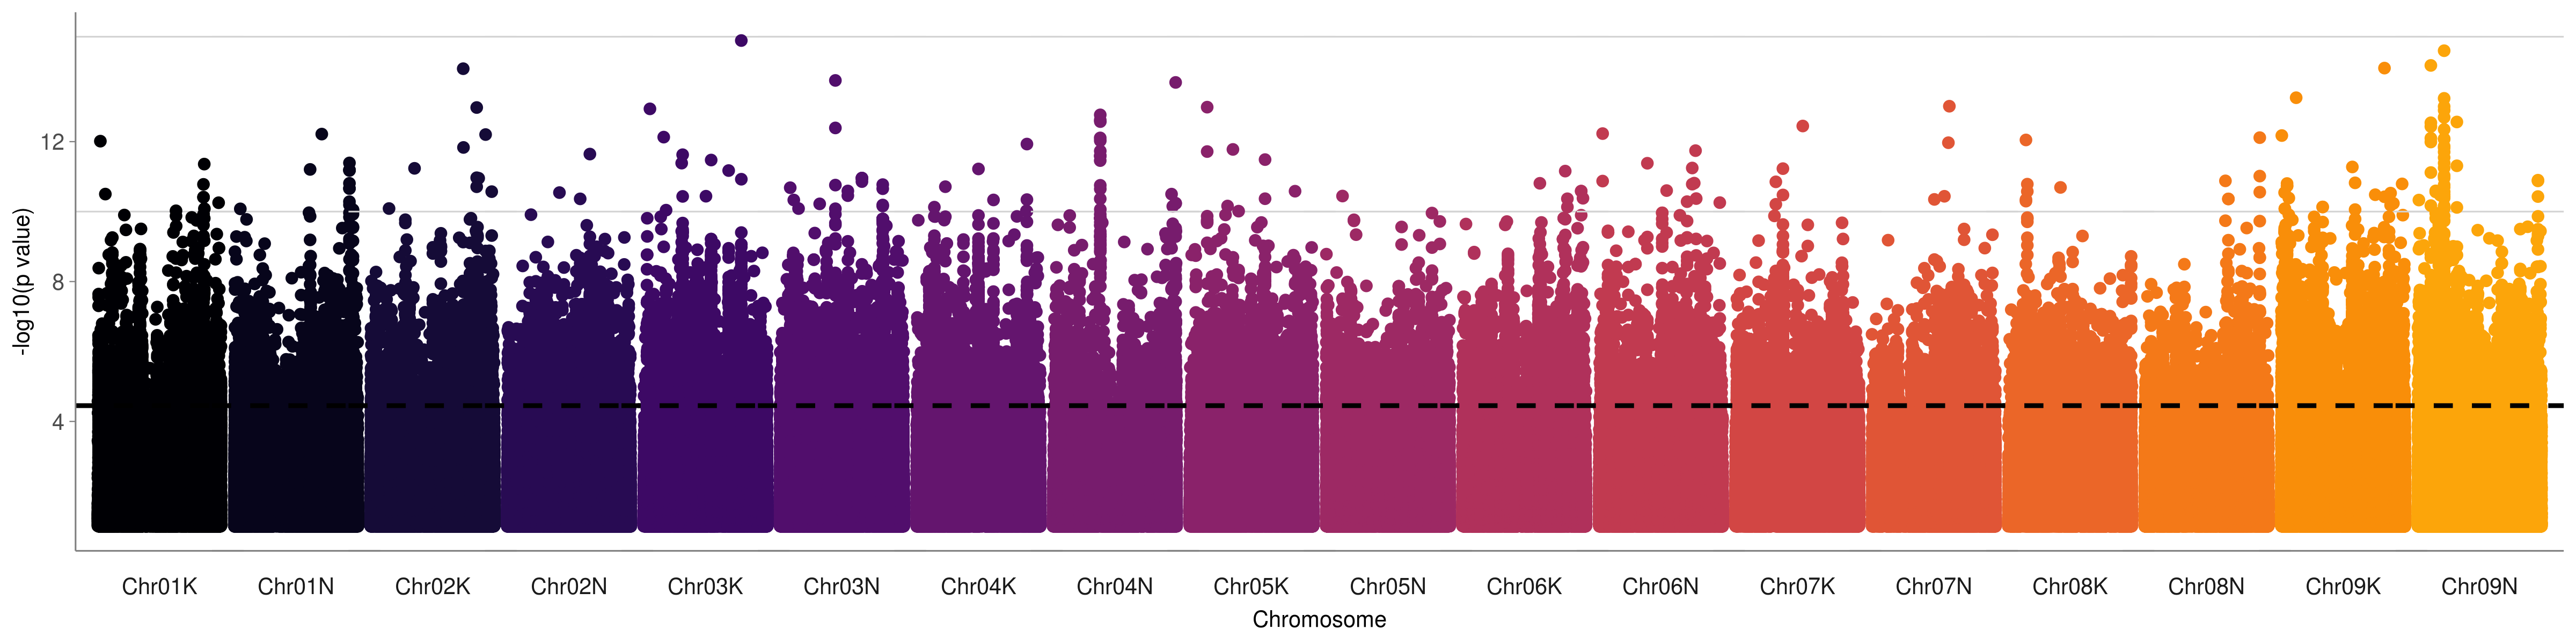 -log10(p value)
12
8
4
Chr01K Chr01N Chr02K Chr02N Chr03K Chr03N Chr04K Chr04N Chr05K Chr05N Chr06K Chr06N Chr07K Chr07N Chr08K Chr08N Chr09K Chr09N
Chromosome